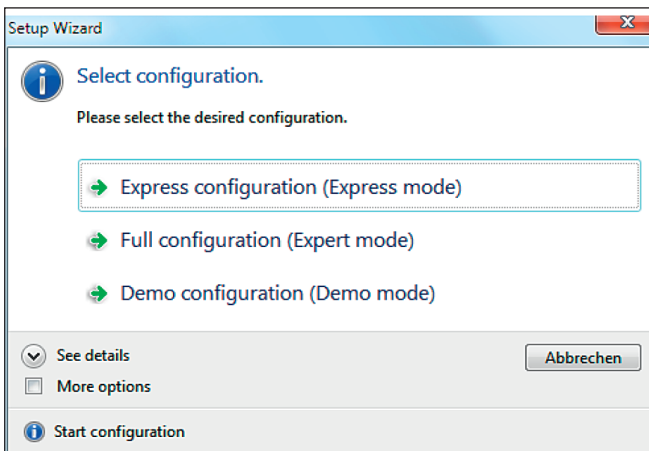 Setup Wizard
Select configuration.
Please select the desired configuration.
Express configuration (Express mode)
Full configuration (Expert mode)
Demo configuration (Demo mode)
See details
Abbrechen
More options
Start configuration